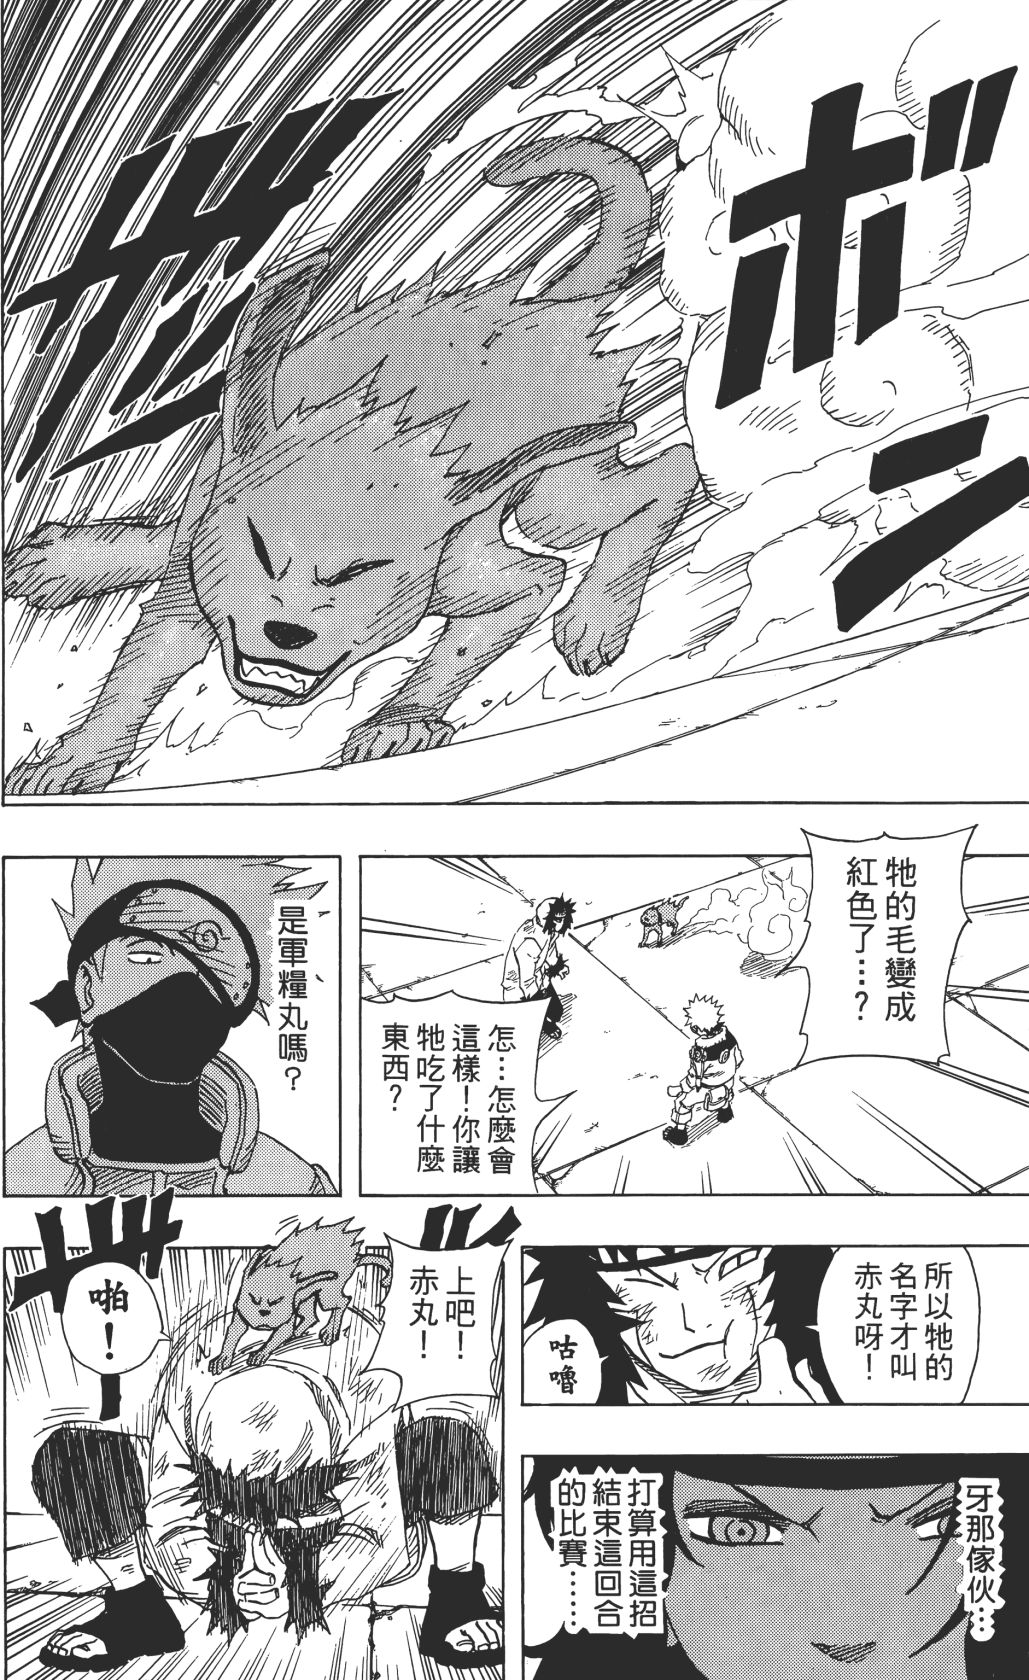 ボン
ザザザ
牠的毛變成
紅色了…?
怎…怎麼會
這樣!你讓
牠吃了什麼
東西?
是軍糧丸嗎?
所以牠的
名字才叫
赤丸呀!
咕嚕
牙那傢伙…
打算用這招
結束這回合
的比賽……
上吧!
赤丸!
啪!